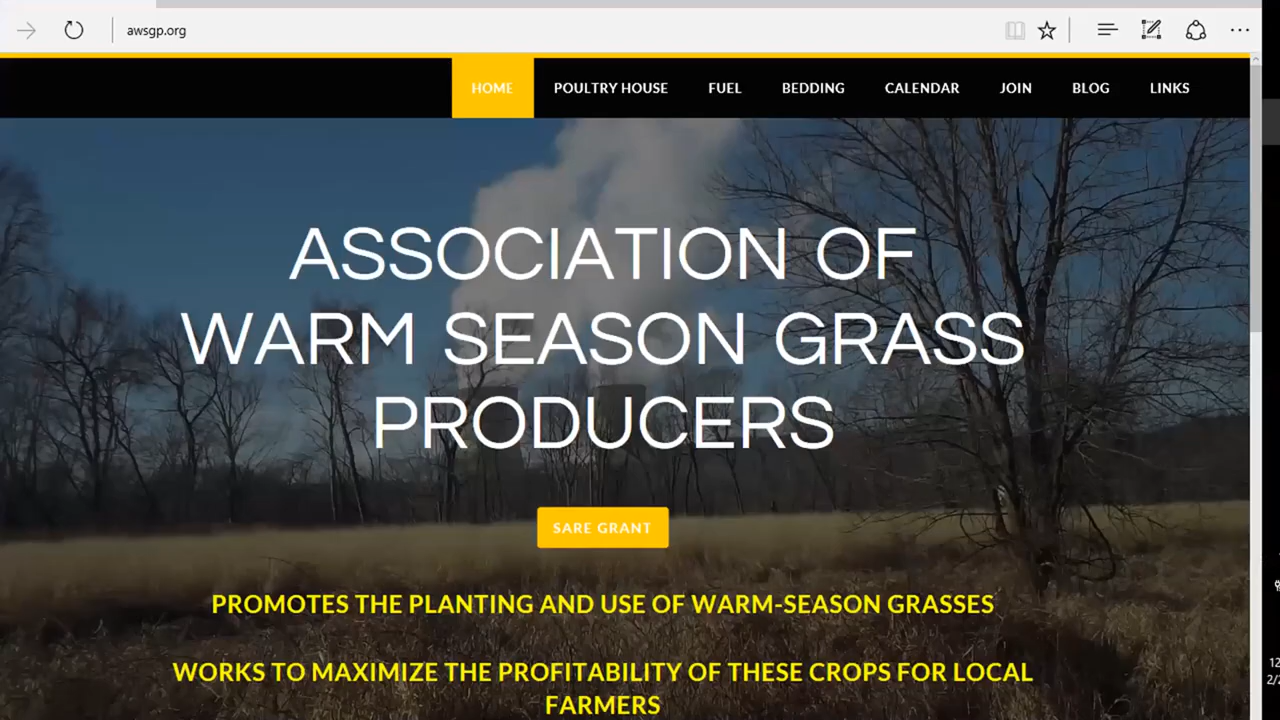 awsgp.org
HOME POULTRY HOUSE FUEL BEDDING CALENDAR JOIN BLOG LINKS
ASSOCIATION OF
WARM SEASON GRASS
PRODUCERS
SARE GRANT
PROMOTES THE PLANTING AND USE OF WARM-SEASON GRASSES
WORKS TO MAXIMIZE THE PROFITABILITY OF THESE CROPS FOR LOCAL
FARMERS